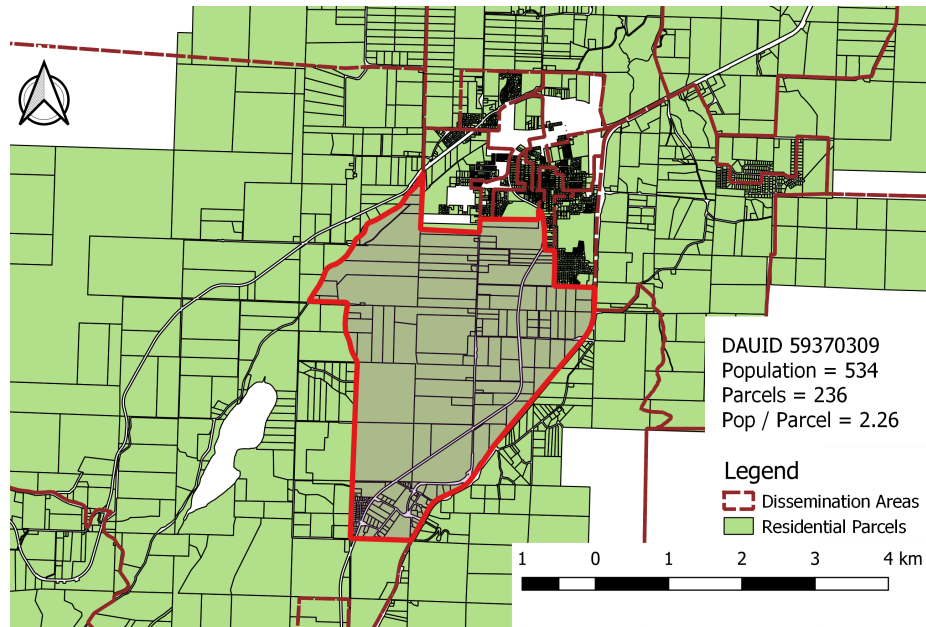 DAUID 59370309
Population = 534
Parcels = 236
Pop / Parcel = 2.26
Legend
Dissemination Areas
Residential Parcels
1 0 1 2 3 4 km